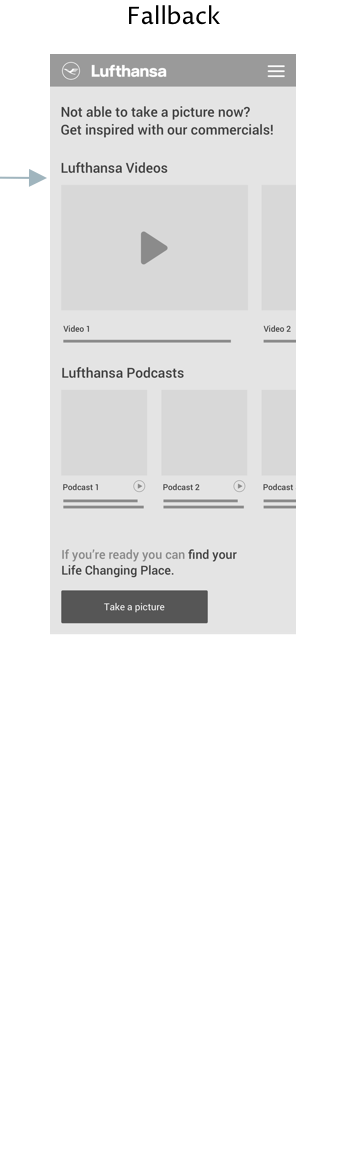 Fallback
Lufthansa
Not able to take a picture now?
Get inspired with our commercials!
Lufthansa Videos
Video 1
Video 2
Lufthansa Podcasts
Podcast 1
Podcast 2
Podcast
If you're ready you can find your
Life Changing Place.
Take a picture